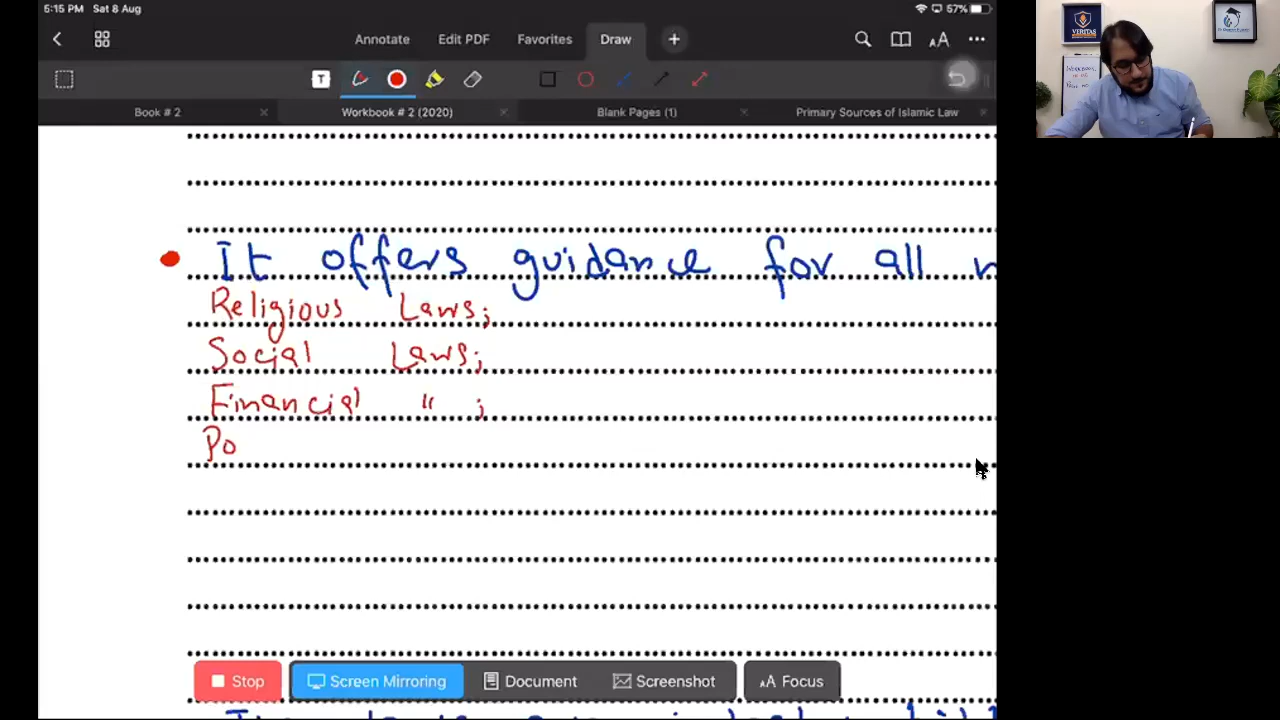 5:15 PM Sat 8 Aug 57%
Annotate Edit PDF Favorites Draw +
T
Book # 2 × Workbook # 2 (2020) × Blank Pages (1) × Primary Sources of Islamic Law ×
It offers guidance for all
Religious Laws;
Social Laws;
Financial " ;
Po
Stop Screen Mirroring Document Screenshot AA Focus
VERITAS